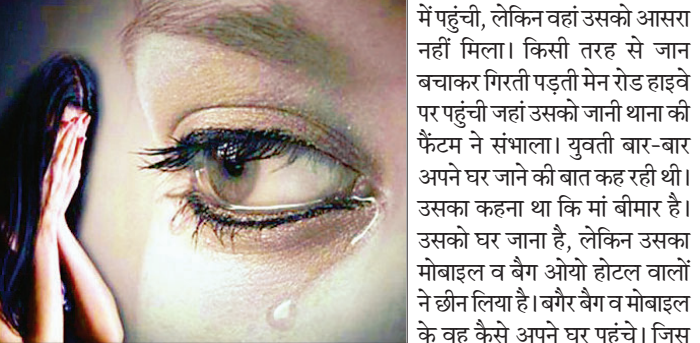 में पहुंची, लेकिन वहां उसको आसरा
नहीं मिला। किसी तरह से जान
बचाकर गिरती पड़ती मेन रोड हाइवे
पर पहुंची जहां उसको जानी थाना की
फैंटम ने संभाला। युवती बार-बार
अपने घर जाने की बात कह रही थी।
उसका कहना था कि मां बीमार है।
उसको घर जाना है, लेकिन उसका
मोबाइल व बैग ओयो होटल वालों
ने छीन लिया है। बगैर बैग व मोबाइल
के वह कैसे अपने घर पहुंचे। जिस